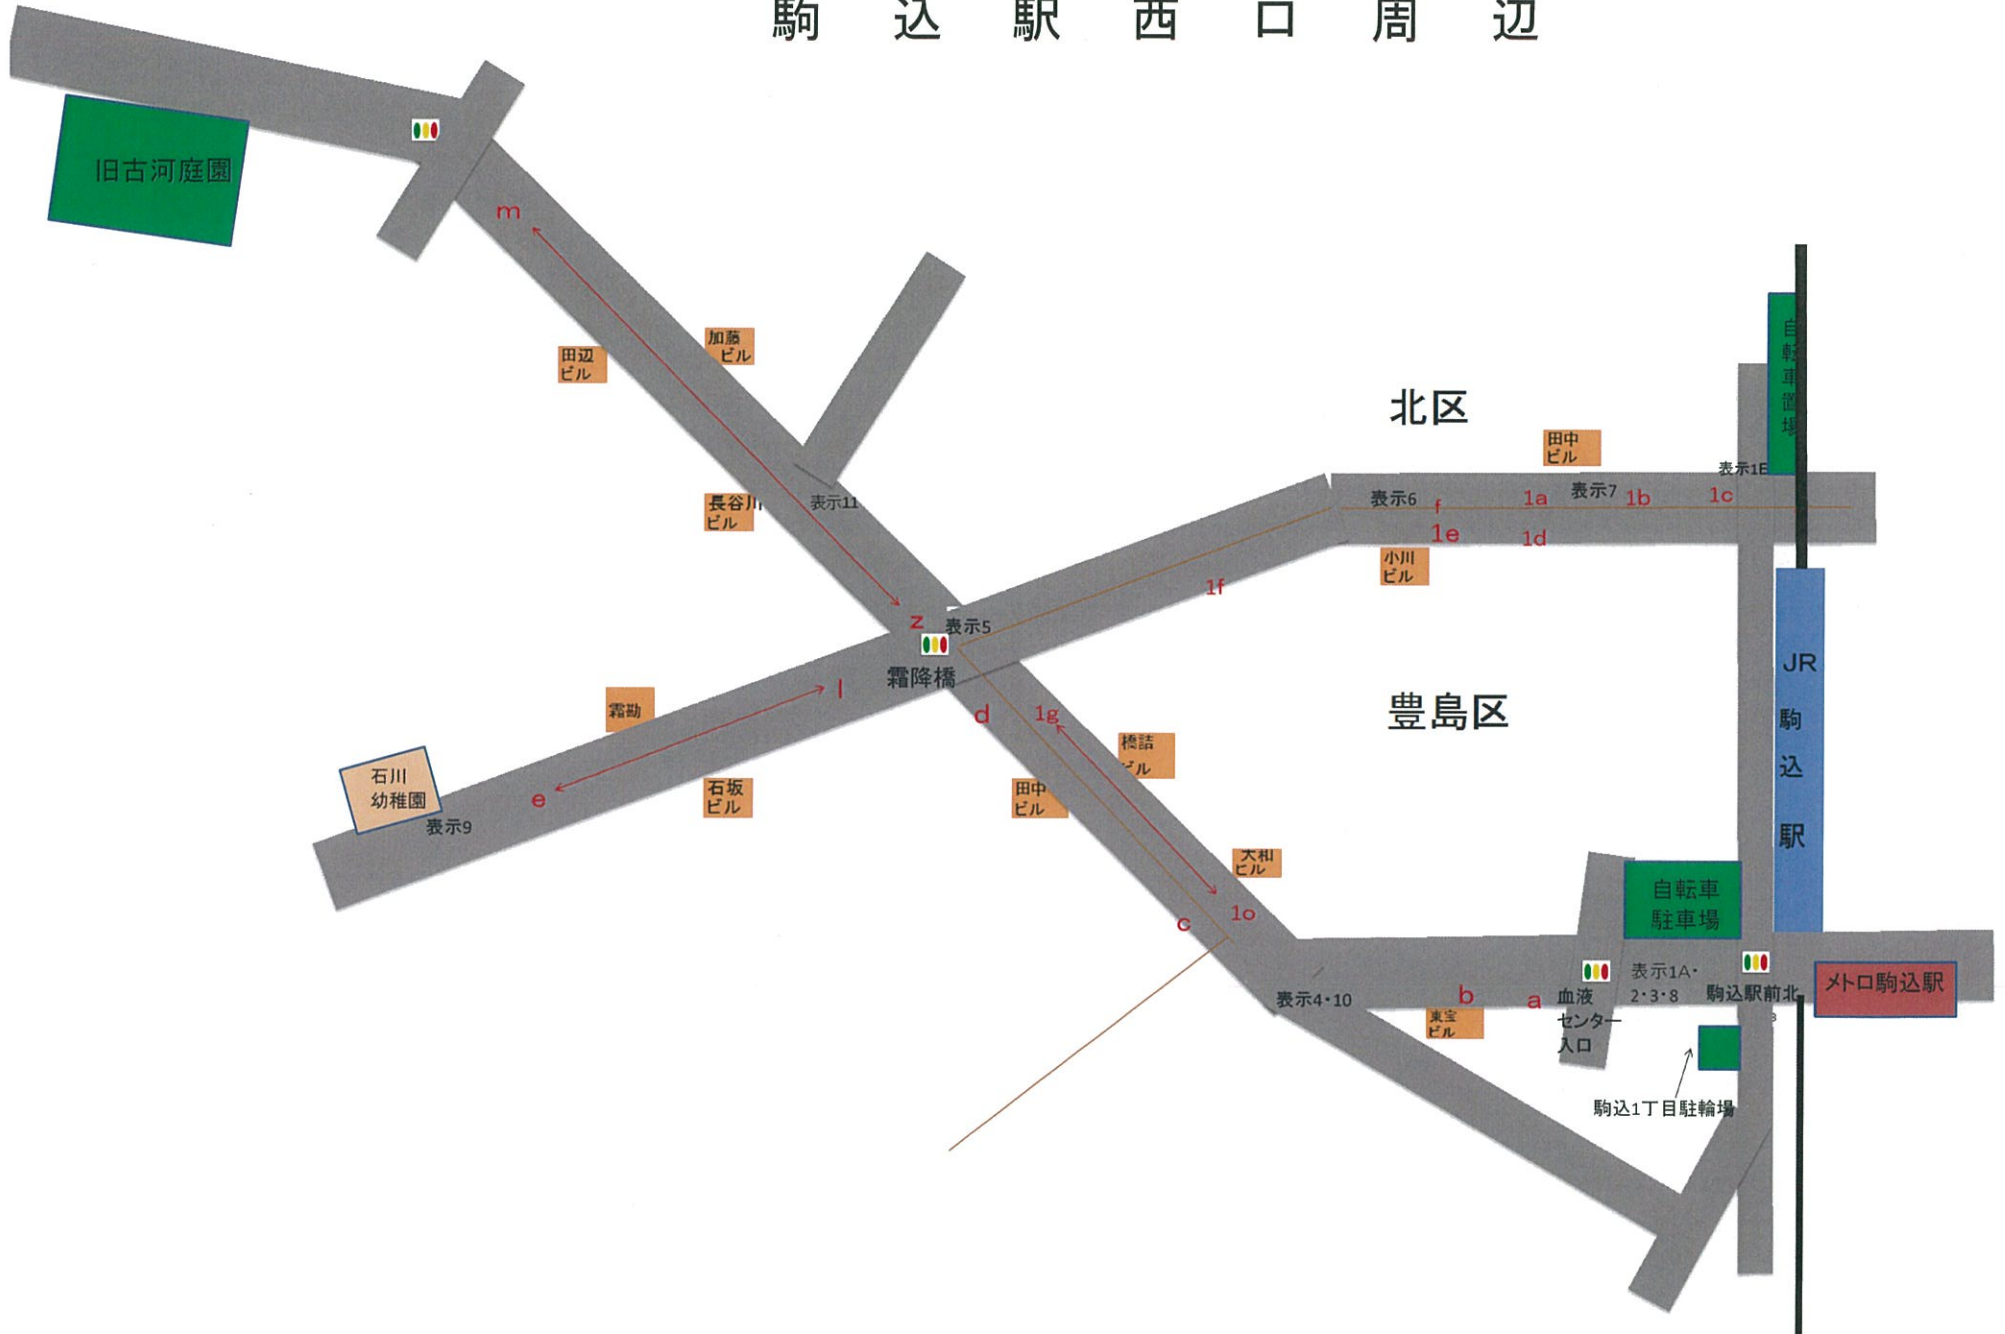 駒込駅西口周辺
旧古河庭園
m
加藤
ビル
田辺
ビル
北区
田中
ビル
自転車置場
表示1B
長谷川
ビル
表示11
表示6
f
1a
表示7
1b
1c
1e
1d
小川
ビル
1f
z
表示5
霜降橋
l
霜勘
d
1g
豊島区
JR
駒
込
駅
橋詰
ビル
石川
幼稚園
e
石坂
ビル
田中
ビル
表示9
大和
ビル
自転車
駐車場
c
1o
表示4・10
b
a
血液
センター
入口
表示1A・
2・3・8
駒込駅前北
メトロ駒込駅
東宝
ビル
駒込1丁目駐輪場